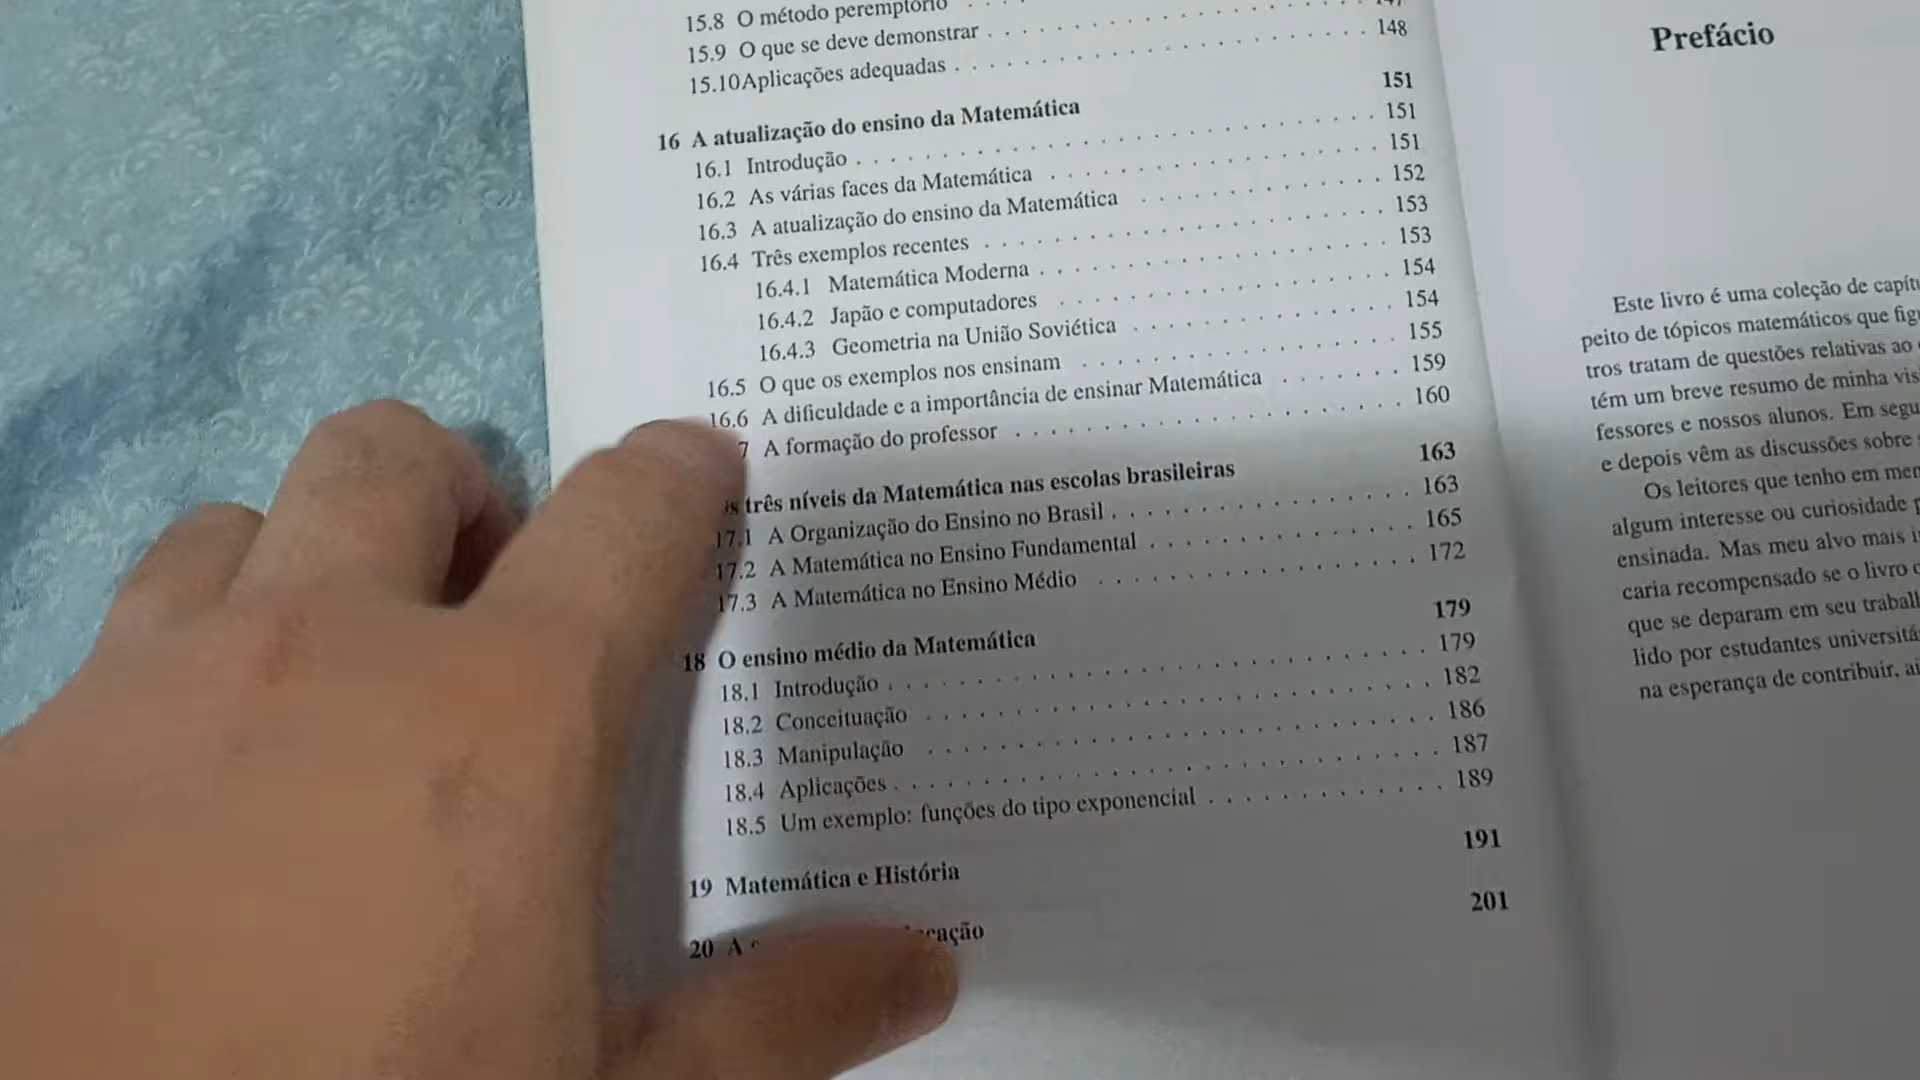 15.8 O método peremptório
15.9 O que se deve demonstrar . . . . . 147
15.10Aplicações adequadas . . . . . 148
16 A atualização do ensino da Matemática 151
16.1 Introdução . . . . . 151
16.2 As várias faces da Matemática . . . . . 151
16.3 A atualização do ensino da Matemática . . . . . 152
16.4 Três exemplos recentes . . . . . 153
16.4.1 Matemática Moderna . . . . . 153
16.4.2 Japão e computadores . . . . . 154
16.4.3 Geometria na União Soviética . . . . . 154
16.5 O que os exemplos nos ensinam . . . . . 155
16.6 A dificuldade e a importância de ensinar Matemática . . . . . 159
7 A formação do professor . . . . . 160
três níveis da Matemática nas escolas brasileiras 163
17.1 A Organização do Ensino no Brasil . . . . . 163
17.2 A Matemática no Ensino Fundamental . . . . . 165
17.3 A Matemática no Ensino Médio . . . . . 172
18 O ensino médio da Matemática 179
18.1 Introdução . . . . . 179
18.2 Conceituação . . . . . 182
18.3 Manipulação . . . . . 186
18.4 Aplicações . . . . . 187
18.5 Um exemplo: funções do tipo exponencial . . . . . 189
19 Matemática e História 191
20 A 201
Prefácio
Este livro é uma coleção de
peito de tópicos matemáticos que
tros tratam de questões relativas ao
tém um breve resumo de minha
fessores e nossos alunos. Em
e depois vêm as discussões sobre
Os leitores que tenho em
algum interesse ou curiosidade
ensinada. Mas meu alvo mais
caria recompensado se o livro
que se deparam em seu
lido por estudantes
na esperança de contribuir,